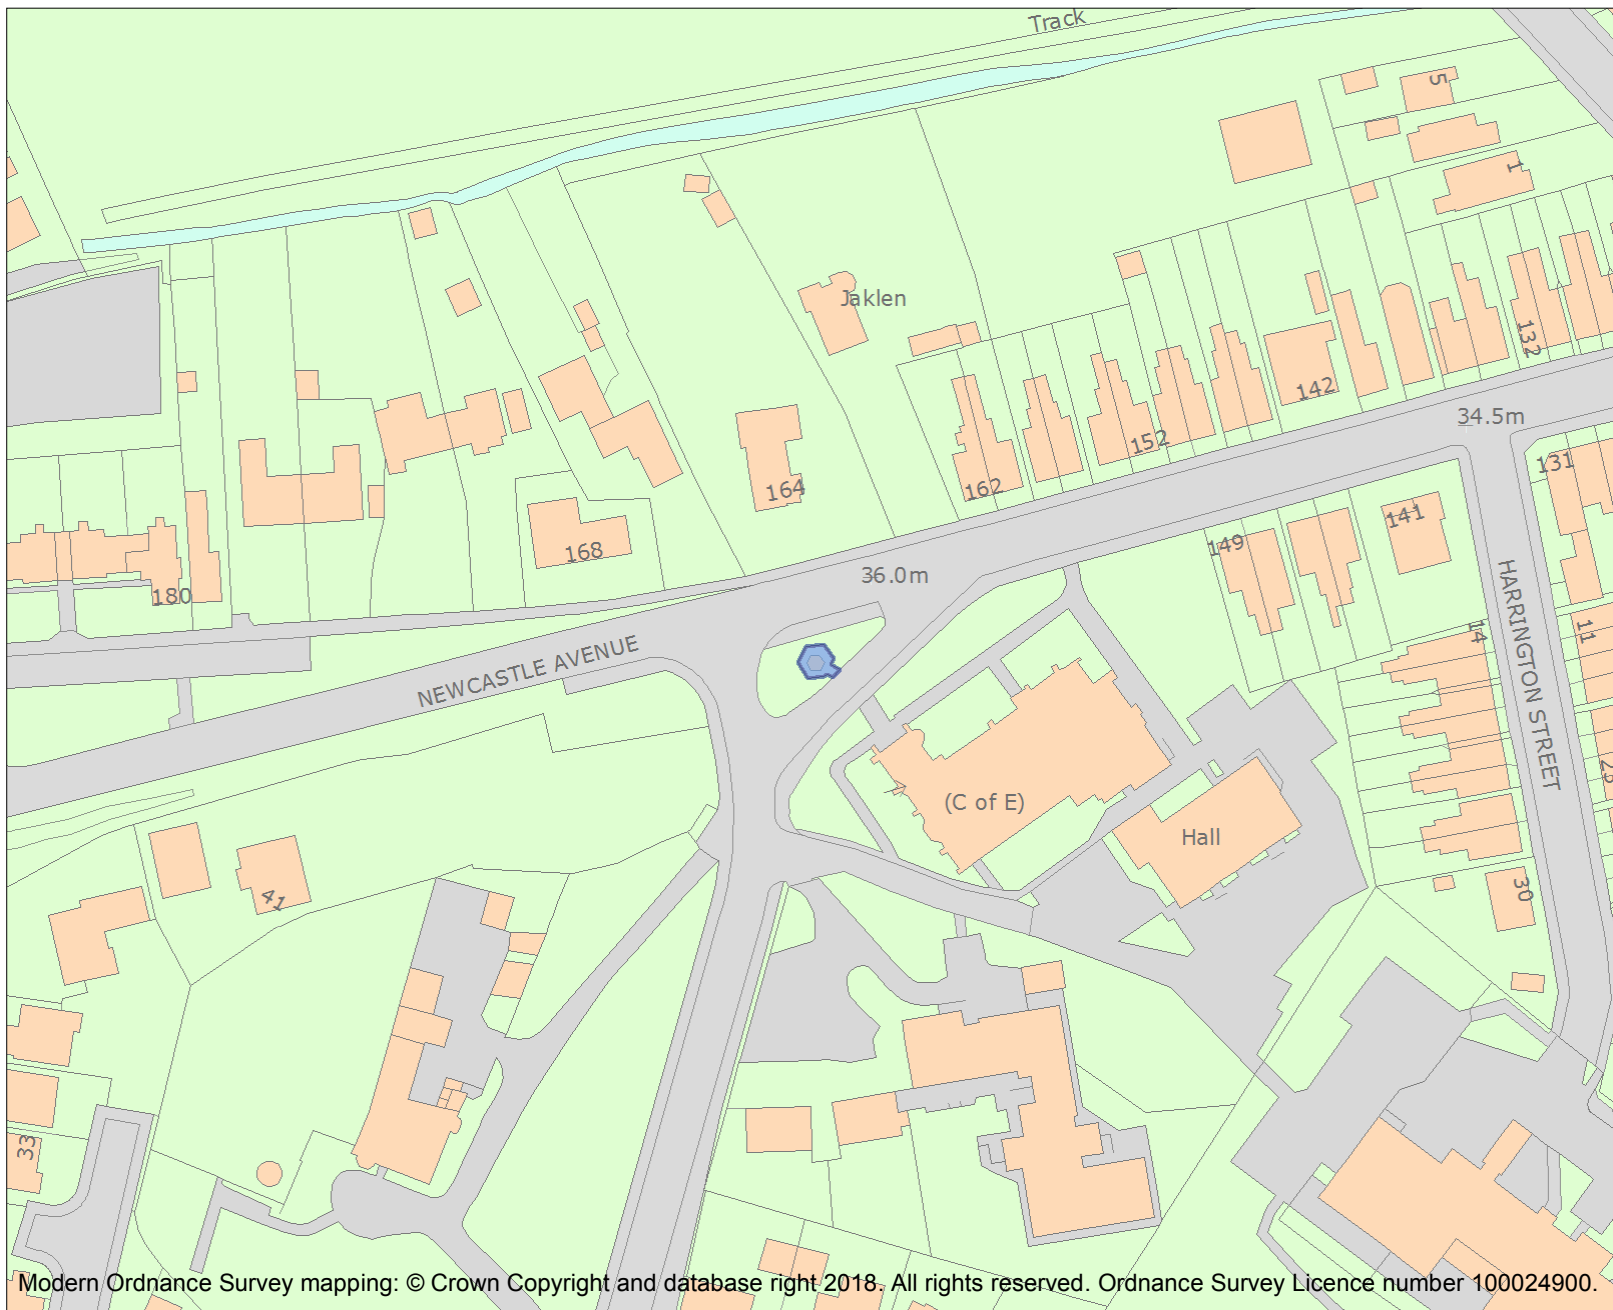 Track
5
1
Jaklen
132
142
34.5m
152
131
162
164
141
149
168
36.0m
180
HARRINGTON STREET
14
11
NEWCASTLE AVENUE
23
(C of E)
Hall
41
30
33
Modern Ordnance Survey mapping: © Crown Copyright and database right 2018. All rights reserved. Ordnance Survey Licence number 100024900.